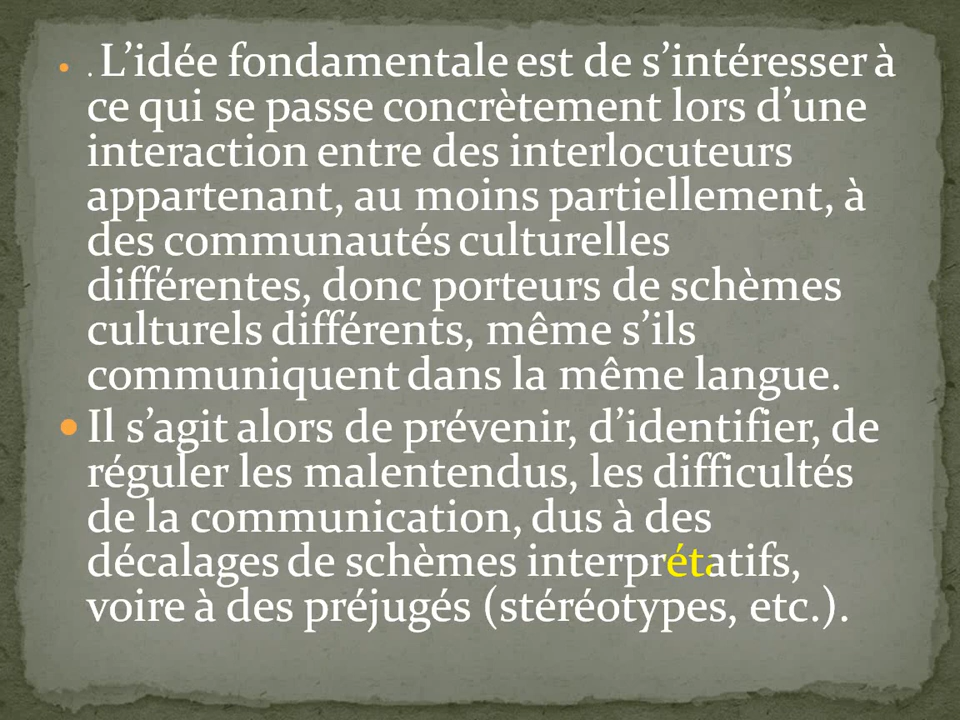 • . L’idée fondamentale est de s’intéresser à
ce qui se passe concrètement lors d’une
interaction entre des interlocuteurs
appartenant, au moins partiellement, à
des communautés culturelles
différentes, donc porteurs de schèmes
culturels différents, même s’ils
communiquent dans la même langue.
• Il s’agit alors de prévenir, d’identifier, de
réguler les malentendus, les difficultés
de la communication, dus à des
décalages de schèmes interprétatifs,
voire à des préjugés (stéréotypes, etc.).